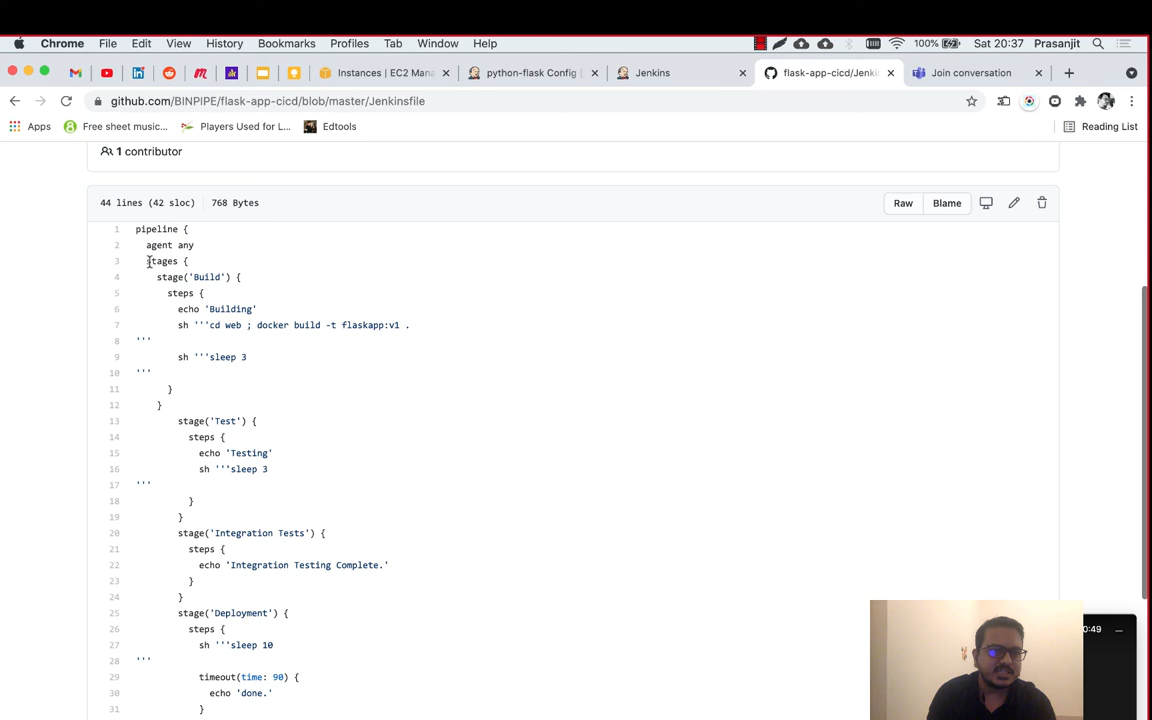 Chrome File Edit View History Bookmarks Profiles Tab Window Help 100% Sat 20:37 Prasanjit
Instances | EC2 Mana × python-flask Config [ × Jenkins × flask-app-cicd/Jenki × Join conversation × +
github.com/BINPIPE/flask-app-cicd/blob/master/Jenkinsfile
Apps Free sheet music... Players Used for L... Edtools Reading List
1 contributor
44 lines (42 sloc) 768 Bytes Raw Blame
1 pipeline {
2 agent any
3 stages {
4 stage('Build') {
5 steps {
6 echo 'Building'
7 sh '''cd web ; docker build -t flaskapp:v1 .
8 '''
9 sh '''sleep 3
10 '''
11 }
12 }
13 stage('Test') {
14 steps {
15 echo 'Testing'
16 sh '''sleep 3
17 '''
18 }
19 }
20 stage('Integration Tests') {
21 steps {
22 echo 'Integration Testing Complete.'
23 }
24 }
25 stage('Deployment') {
26 steps {
27 sh '''sleep 10
28 '''
29 timeout(time: 90) {
30 echo 'done.'
31 }
0:49